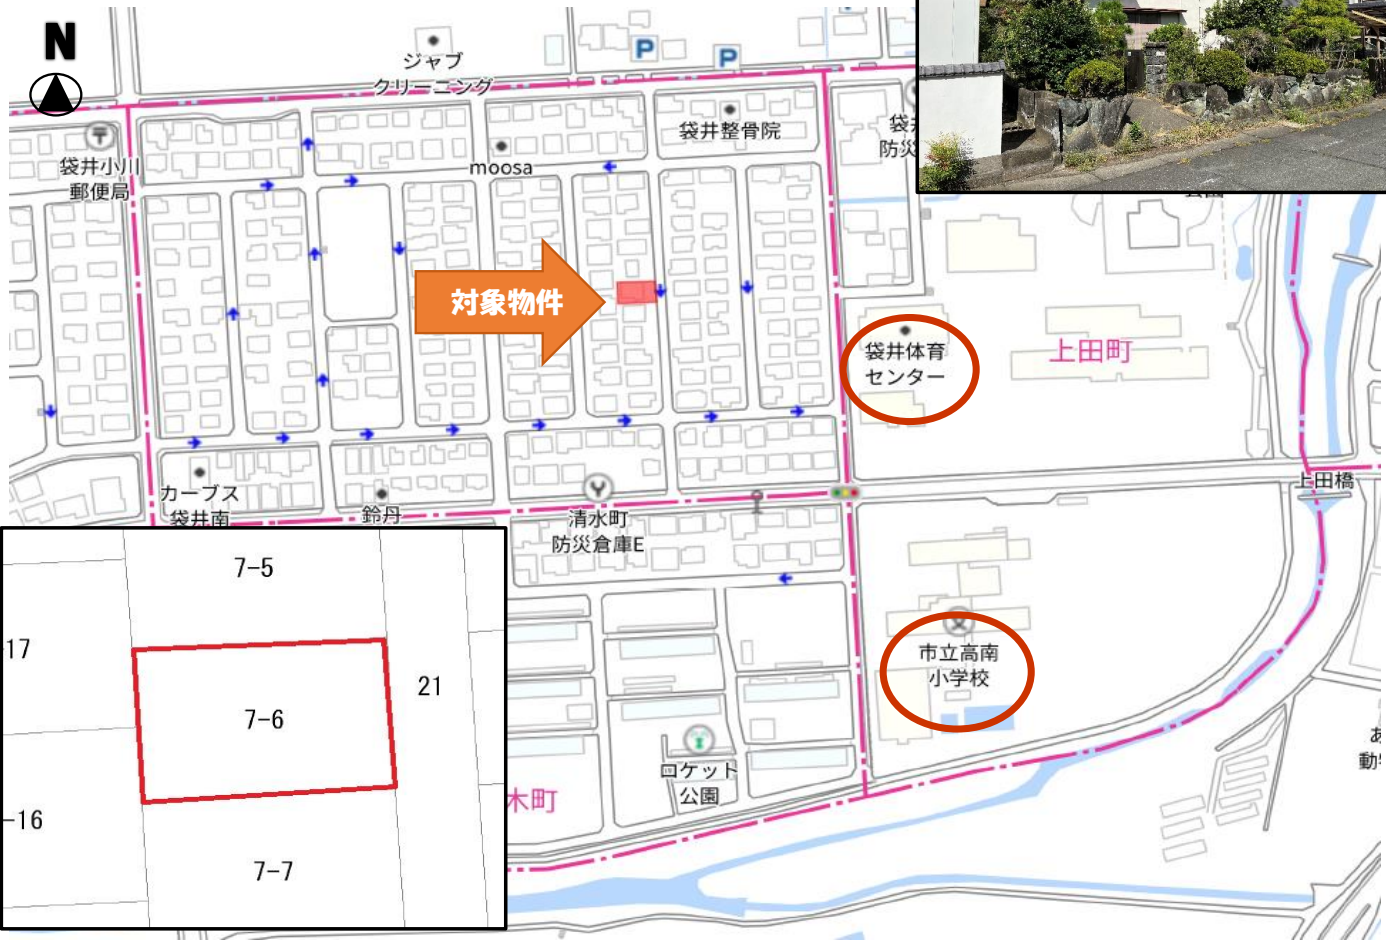 N
ジャブ
クリーニング
P
P
袋井整骨院
袋井小川
郵便局
moosa
対象物件
袋井体育
センター
上田町
カーブス
袋井南
鈴丹
清水町
防災倉庫E
上田橋
市立高南
小学校
ロケット
公園
木町
7-5
-17
7-6
21
-16
7-7